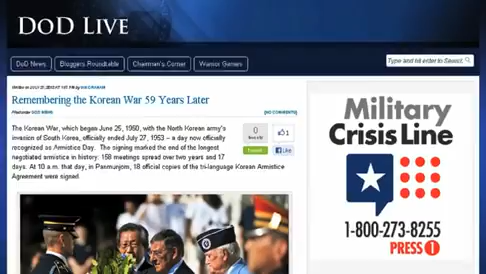 DoD Live
DoD News
Bloggers Roundtable
Chairman's Corner
Warrior Games
Type and hit enter to Search
Remembering the Korean War 59 Years Later
[NO COMMENTS]
The Korean War, which began June 25, 1950, with the North Korean army's
invasion of South Korea, officially ended July 27, 1953 – a day now officially
recognized as Armistice Day. The signing marked the end of the longest
negotiated armistice in history: 158 meetings spread over two years and 17
days. At 10 a.m. that day, in Panmunjom, 18 official copies of the tri-language Korean Armistice
Agreement were signed.
0
1
Like
Military
Crisis Line
1-800-273-8255
PRESS 1